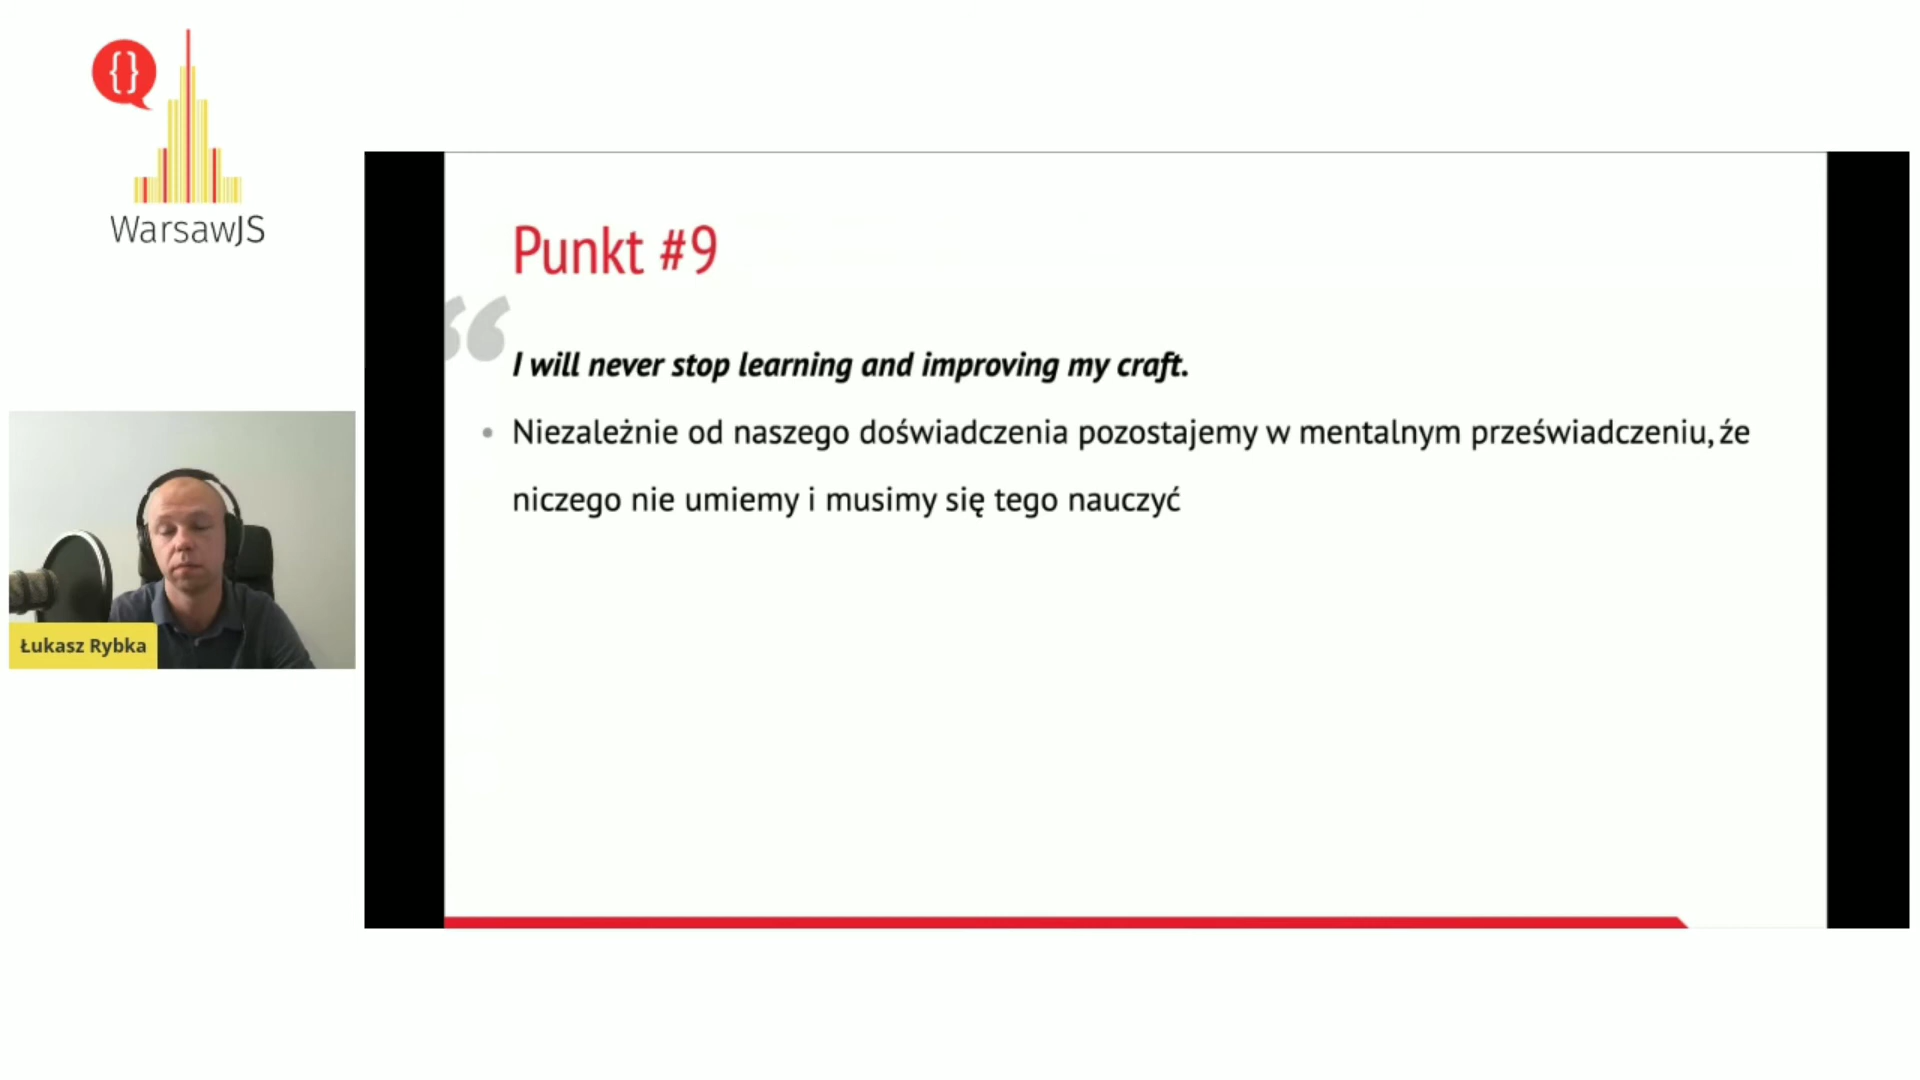 {}
WarsawJS
Punkt #9
“
I will never stop learning and improving my craft.
• Niezależnie od naszego doświadczenia pozostajemy w mentalnym przeświadczeniu, źe
niczego nie umiemy i musimy się tego nauczyć
Łukasz Rybka